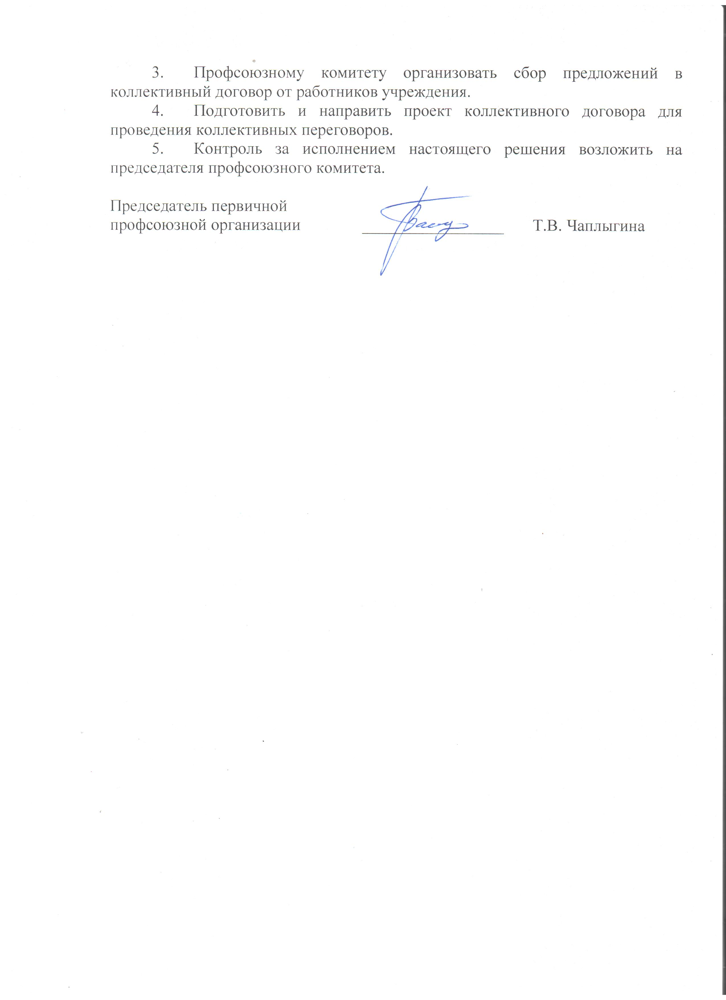 3. Профсоюзному комитету организовать сбор предложений в
коллективный договор от работников учреждения.
4. Подготовить и направить проект коллективного договора для
проведения коллективных переговоров.
5. Контроль за исполнением настоящего решения возложить на
председателя профсоюзного комитета.
Председатель первичной
профсоюзной организации Т.В. Чаплыгина